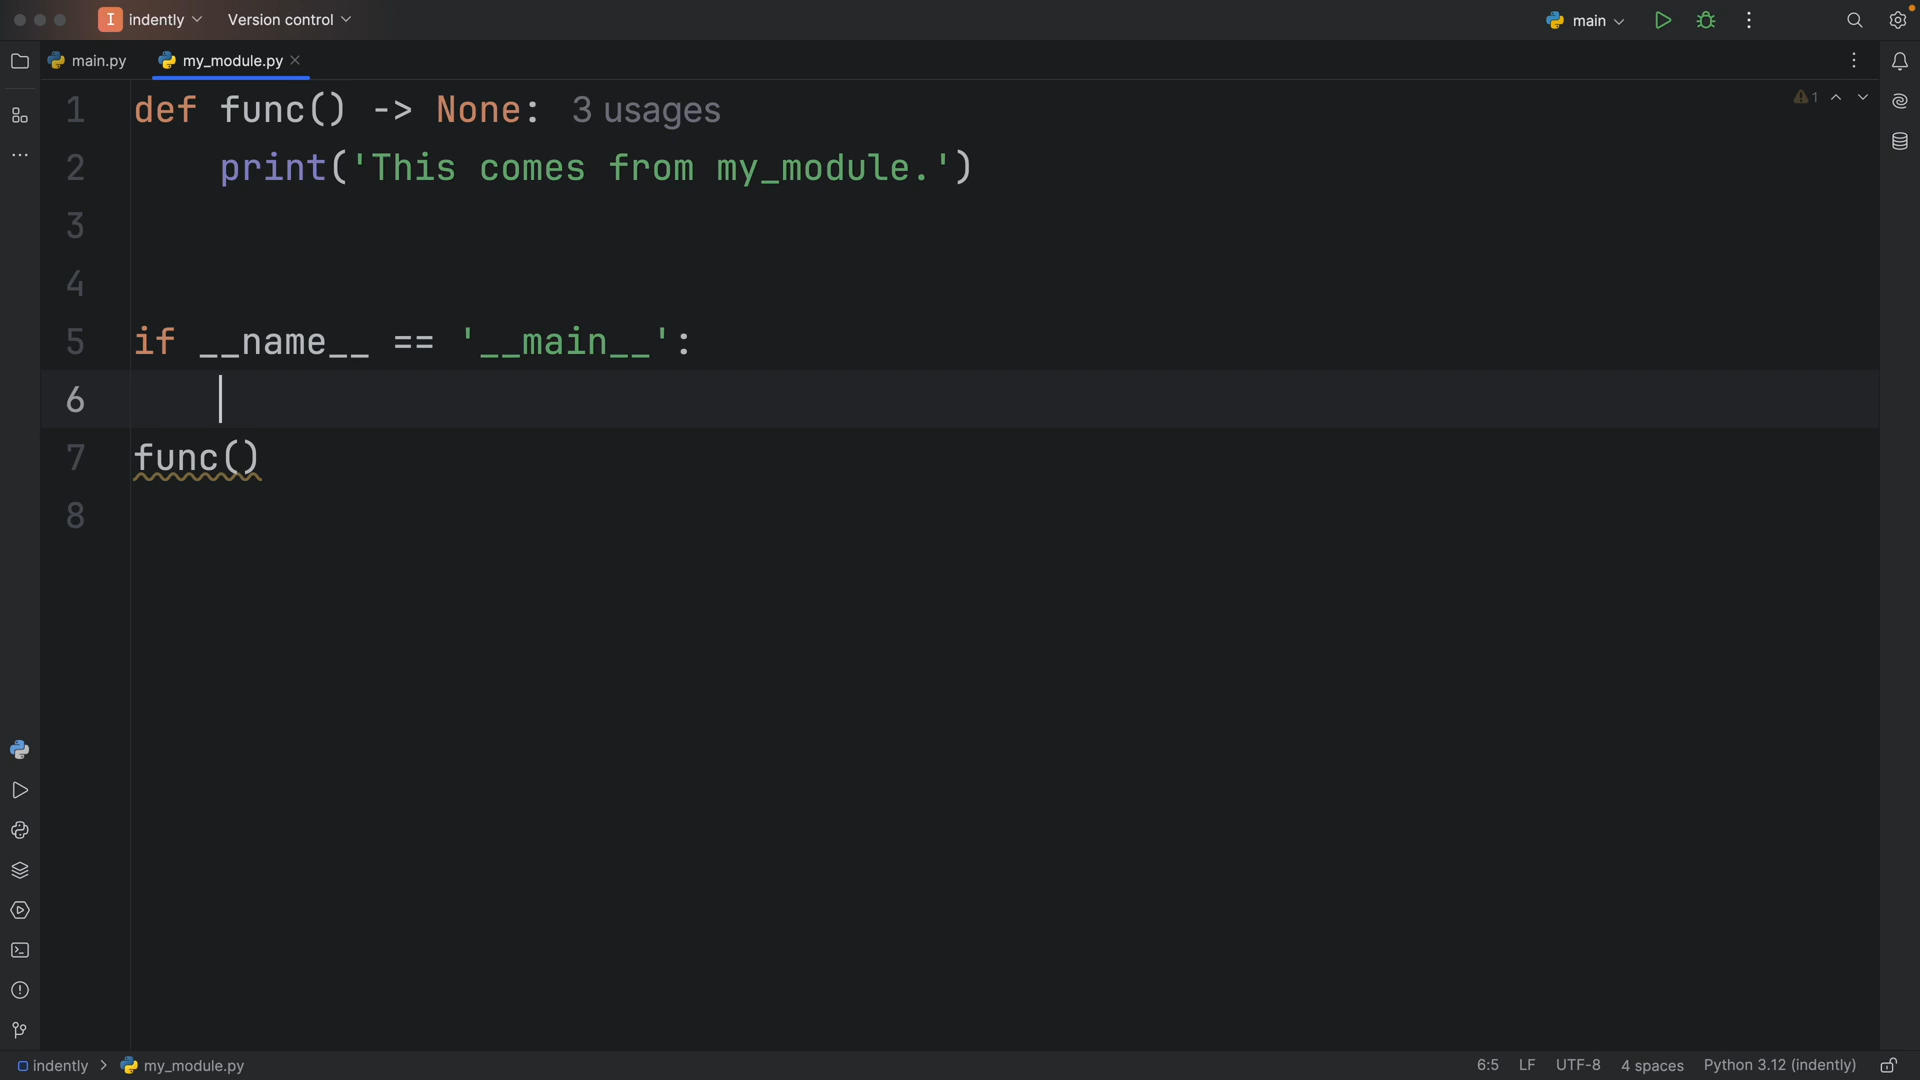 I indently Version control main
main.py my_module.py
1 def func() -> None: 3 usages
1
2     print('This comes from my_module.')
3
4
5 if __name__ == '__main__':
6
7 func()
8
indently > my_module.py 6:5 LF UTF-8 4 spaces Python 3.12 (indently)